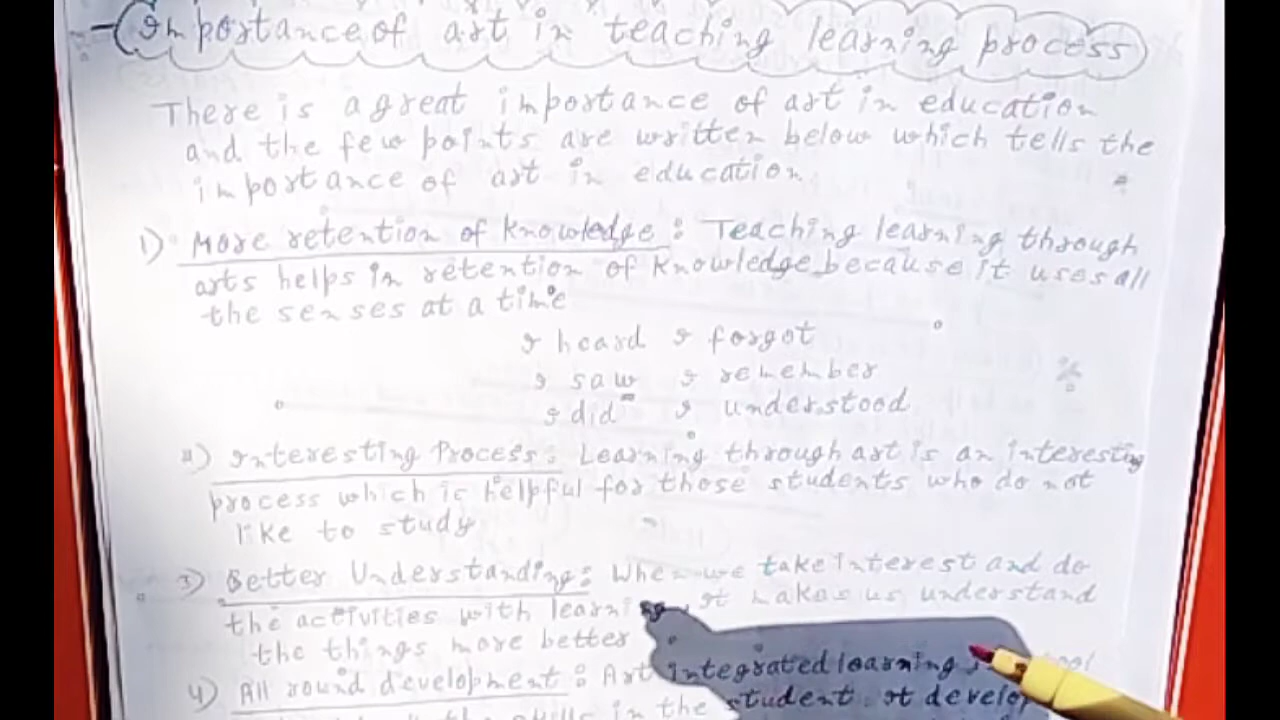 Importance of art in teaching learning process
There is a great importance of art in education
and the few points are written below which tells the
importance of art in education
1) More retention of knowledge: Teaching learning through
arts helps in retention of knowledge because it uses all
the senses at a time
I heard I forgot
I saw I remember
I did I understood
2) Interesting Process: Learning through art is an interesting
process which is helpful for those students who do not
like to study
3) Better Understanding: When we take interest and do
the activities with learning, It makes us understand
the things more better
4) All round development: Art integrated learning
skills in the student. It develop